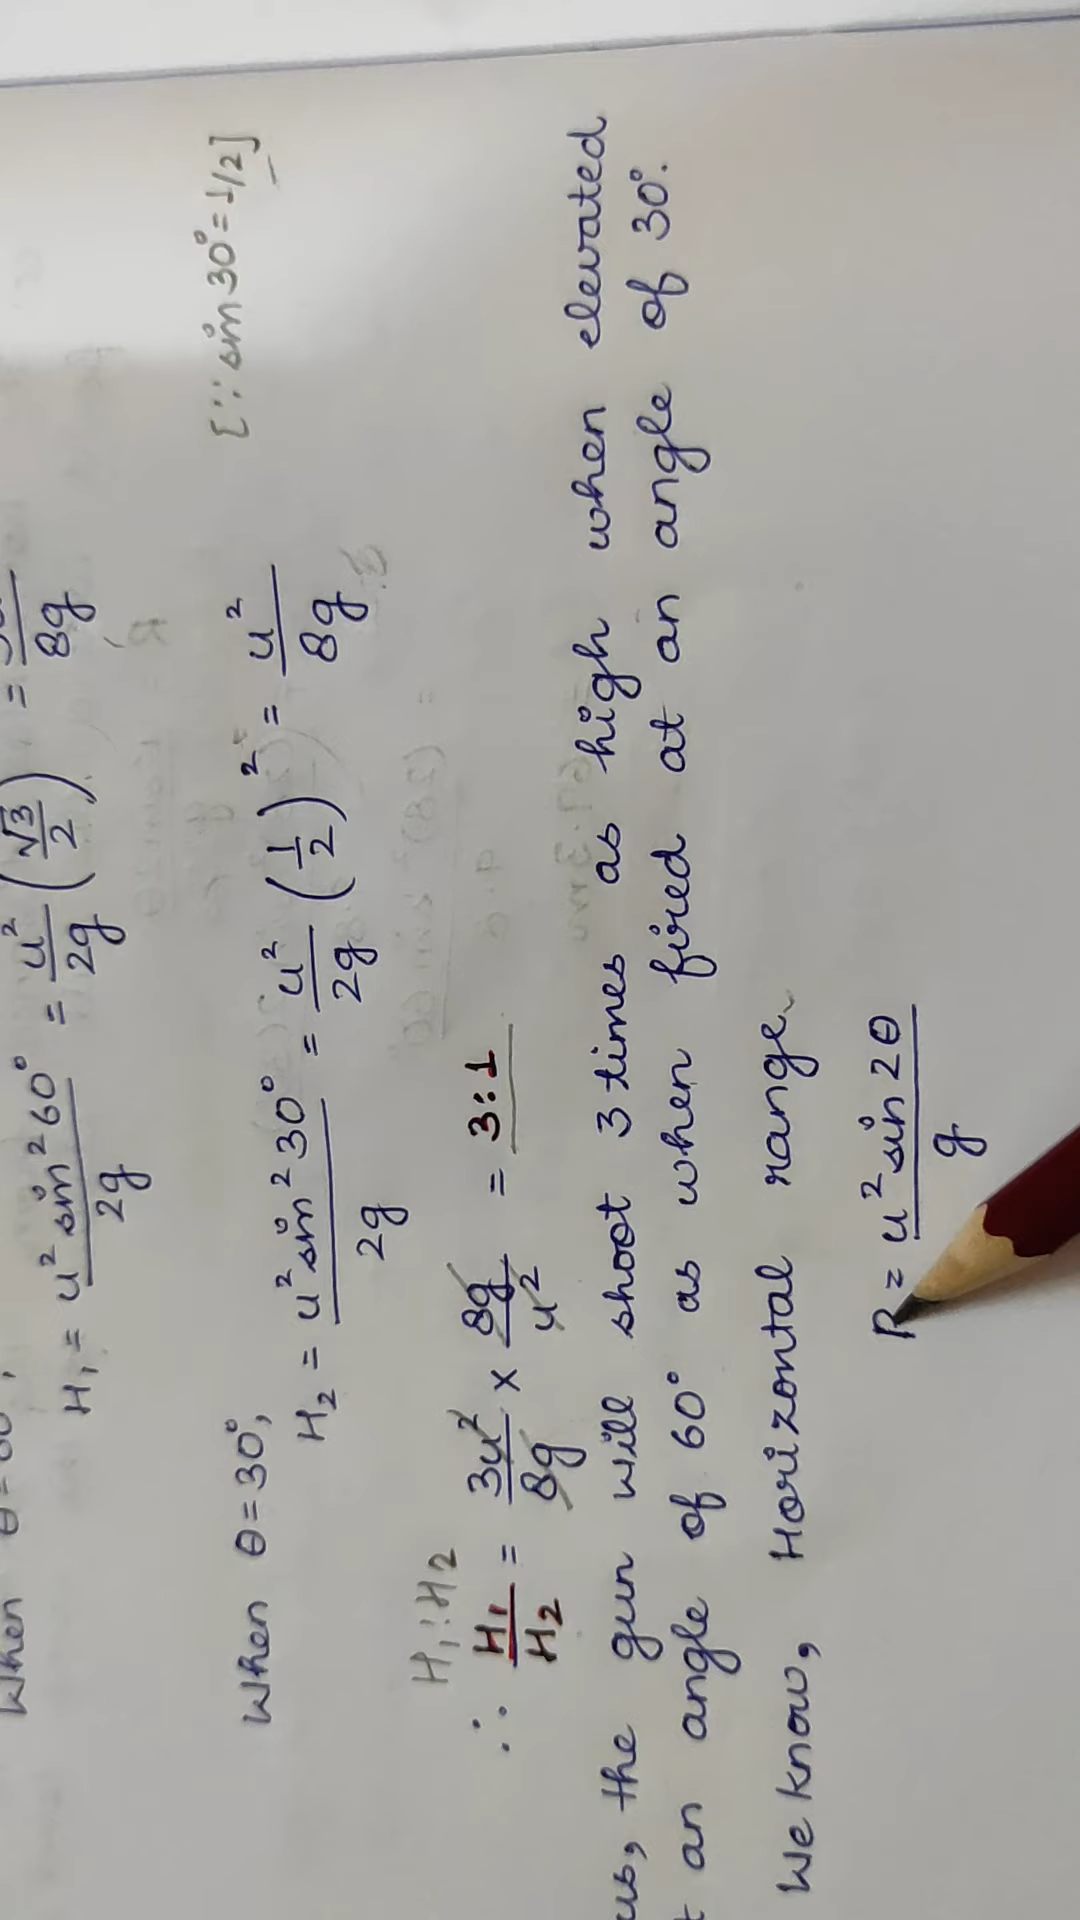 When θ = 60°,
H₁ = u² sin² 60° / 2g = u² / 2g (√3 / 2)² = 3u² / 8g
When θ = 30°,
H₂ = u² sin² 30° / 2g = u² / 2g (1/2)² = u² / 8g [∵ sin 30° = 1/2]
H₁ : H₂
∴ H₁ / H₂ = 3u² / 8g × 8g / u² = 3:1
us, the gun will shoot 3 times as high when elevated
t an angle of 60° as when fired at an angle of 30°.
We know, Horizontal range,
R = u² sin 2θ / g